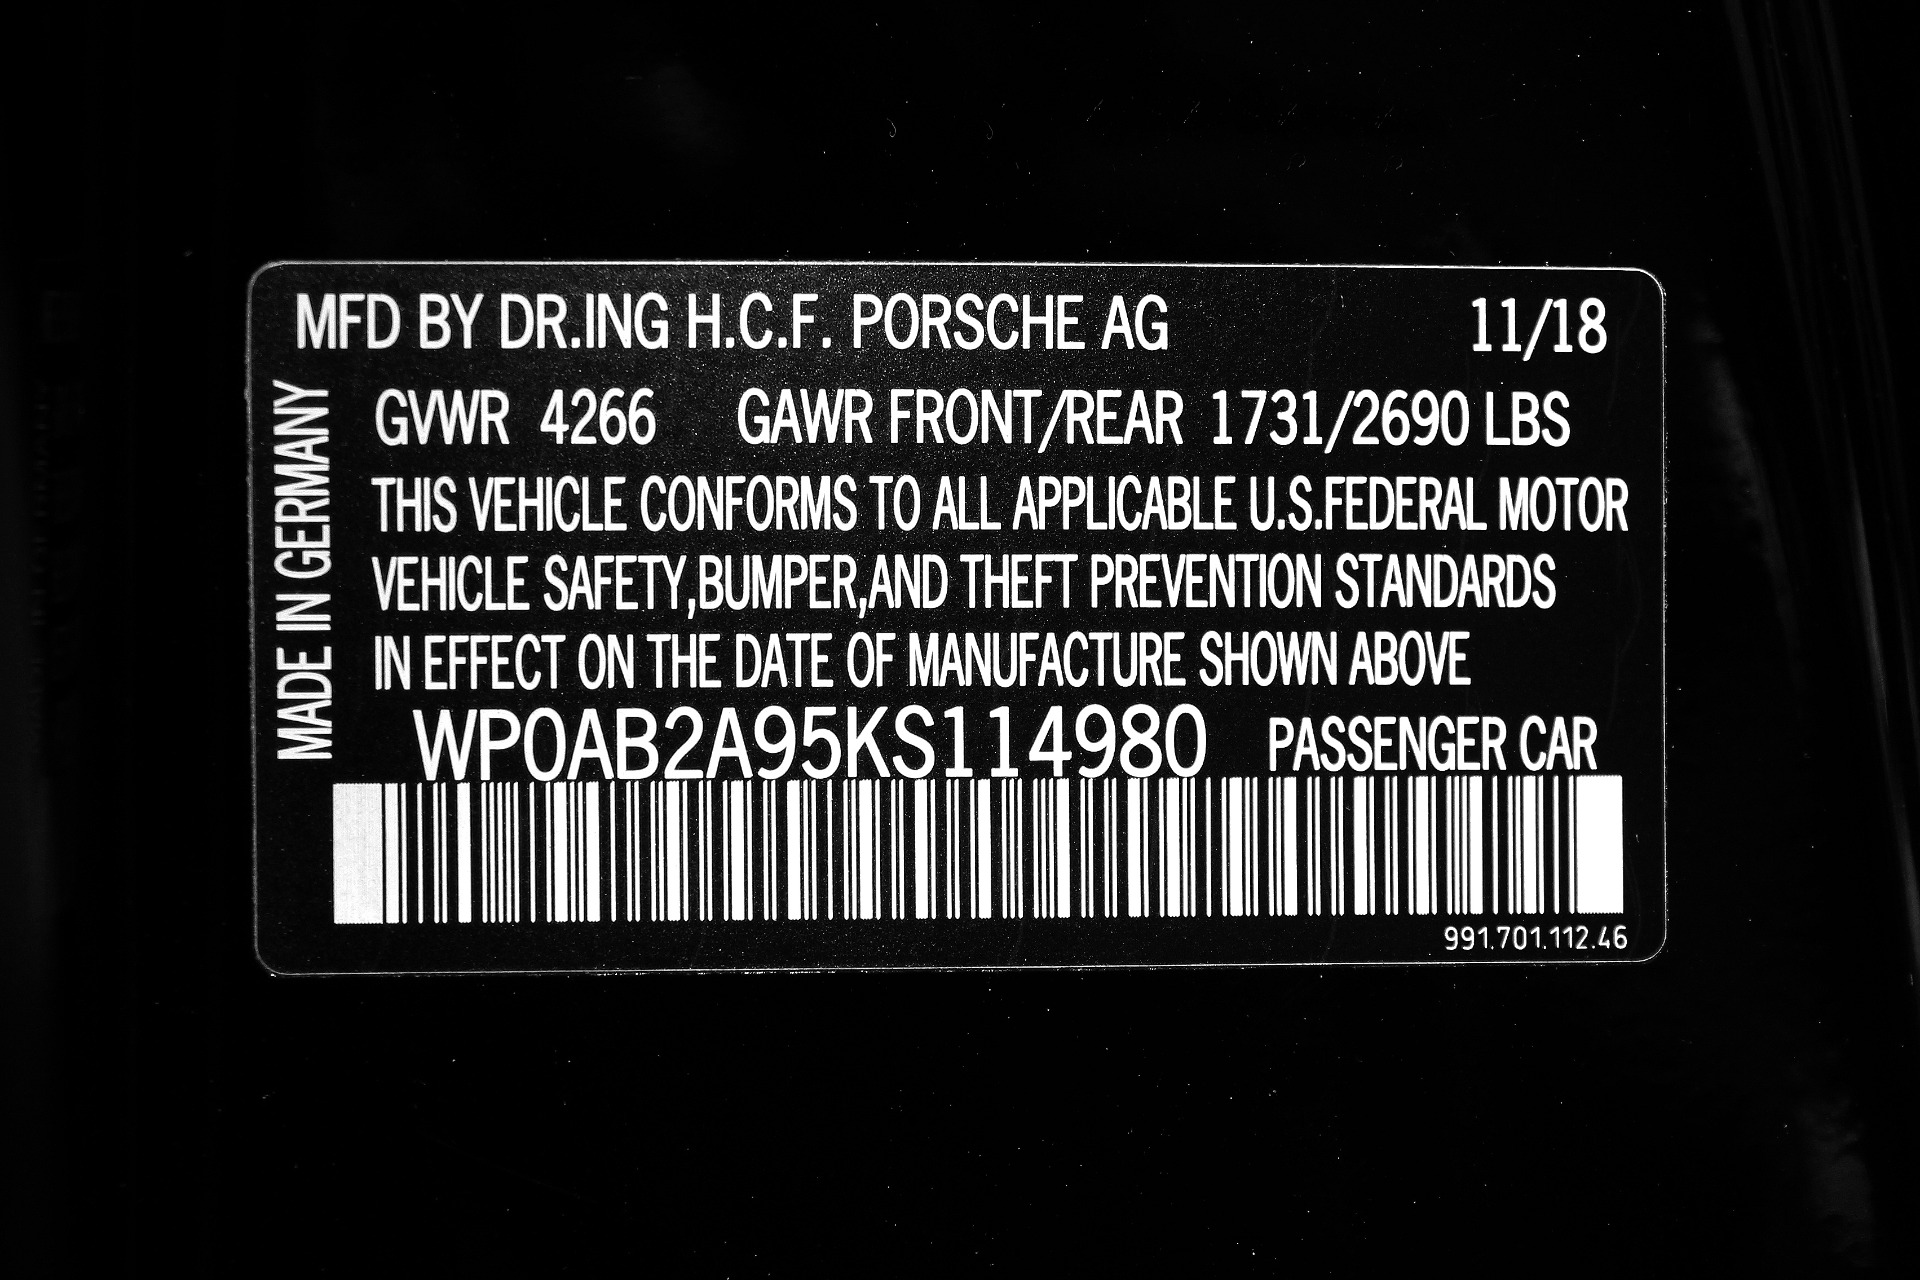 MFD BY DR.ING H.C.F. PORSCHE AG 11/18
MADE IN GERMANY
GVWR 4266 GAWR FRONT/REAR 1731/2690 LBS
THIS VEHICLE CONFORMS TO ALL APPLICABLE U.S.FEDERAL MOTOR
VEHICLE SAFETY,BUMPER,AND THEFT PREVENTION STANDARDS
IN EFFECT ON THE DATE OF MANUFACTURE SHOWN ABOVE
WP0AB2A95KS114980 PASSENGER CAR
991.701.112.46